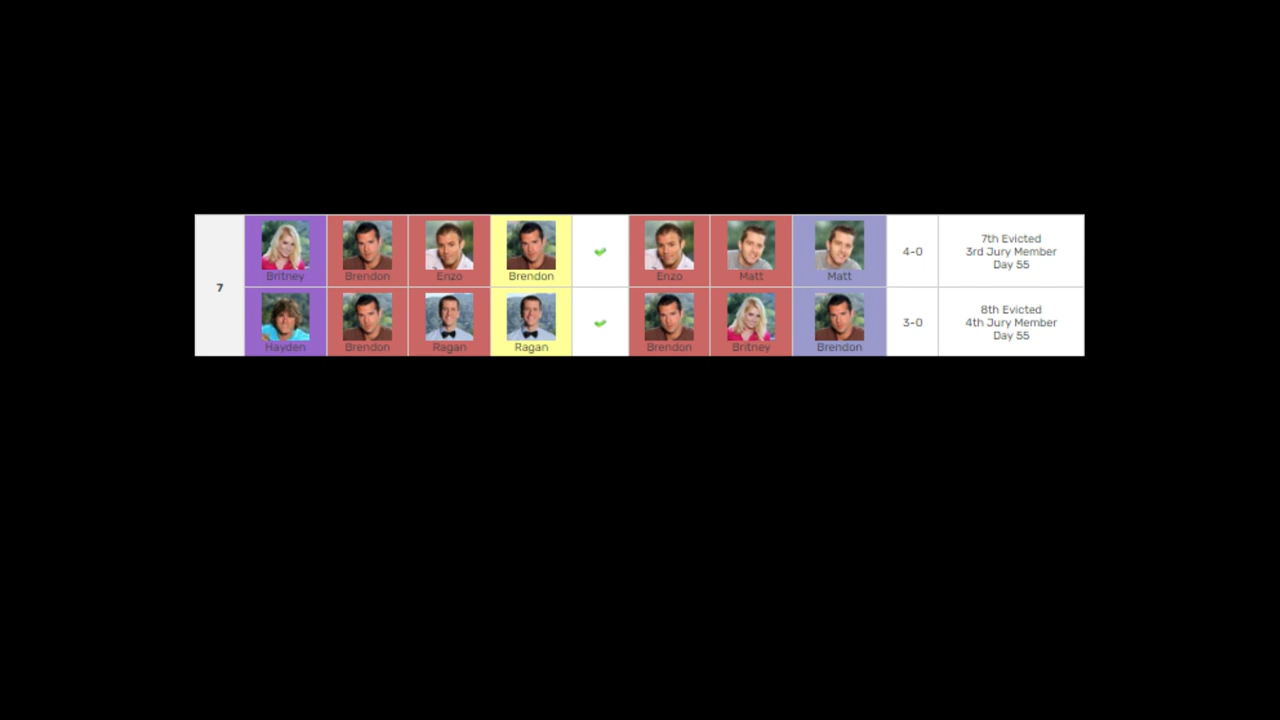 7
Britney
Brendon
Enzo
Brendon
Enzo
Matt
Matt
4-0
7th Evicted
3rd Jury Member
Day 55
Hayden
Brendon
Ragan
Ragan
Brendon
Britney
Brendon
3-0
8th Evicted
4th Jury Member
Day 55